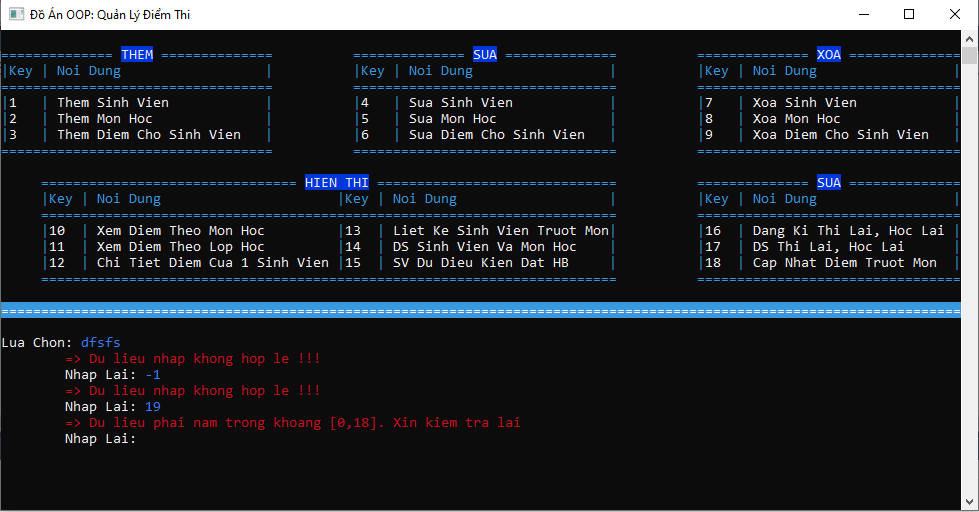 Đồ Án OOP: Quản Lý Điểm Thi
============== THEM ============== ============== SUA ============== ============== XOA ==============
|Key | Noi Dung | |Key | Noi Dung | |Key | Noi Dung |
|1 | Them Sinh Vien | |4 | Sua Sinh Vien | |7 | Xoa Sinh Vien |
|2 | Them Mon Hoc | |5 | Sua Mon Hoc | |8 | Xoa Mon Hoc |
|3 | Them Diem Cho Sinh Vien | |6 | Sua Diem Cho Sinh Vien | |9 | Xoa Diem Cho Sinh Vien |
================================ HIEN THI ============================== ============== SUA ==============
|Key | Noi Dung |Key | Noi Dung | |Key | Noi Dung |
|10 | Xem Diem Theo Mon Hoc |13 | Liet Ke Sinh Vien Truot Mon| |16 | Dang Ki Thi Lai, Hoc Lai |
|11 | Xem Diem Theo Lop Hoc |14 | DS Sinh Vien Va Mon Hoc | |17 | DS Thi Lai, Hoc Lai |
|12 | Chi Tiet Diem Cua 1 Sinh Vien |15 | SV Du Dieu Kien Dat HB | |18 | Cap Nhat Diem Truot Mon |
Lua Chon: dfsfs
=> Du lieu nhap khong hop le !!!
Nhap Lai: -1
=> Du lieu nhap khong hop le !!!
Nhap Lai: 19
=> Du lieu phai nam trong khoang [0,18]. Xin kiem tra lai
Nhap Lai: